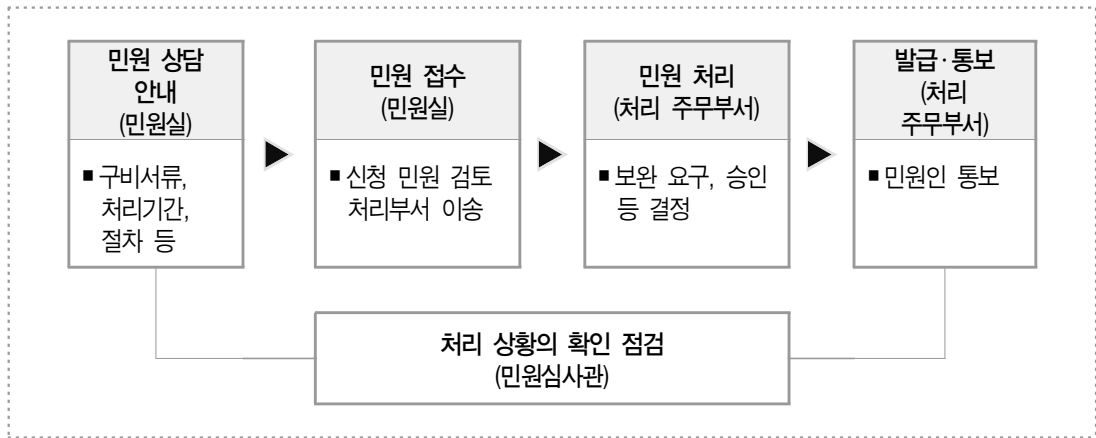 민원 상담
안내
(민원실)
■ 구비서류,
처리기간,
절차 등
민원 접수
(민원실)
■ 신청 민원 검토
처리부서 이송
민원 처리
(처리 주무부서)
■ 보완 요구, 승인
등 결정
발급·통보
(처리
주무부서)
■ 민원인 통보
처리 상황의 확인 점검
(민원심사관)